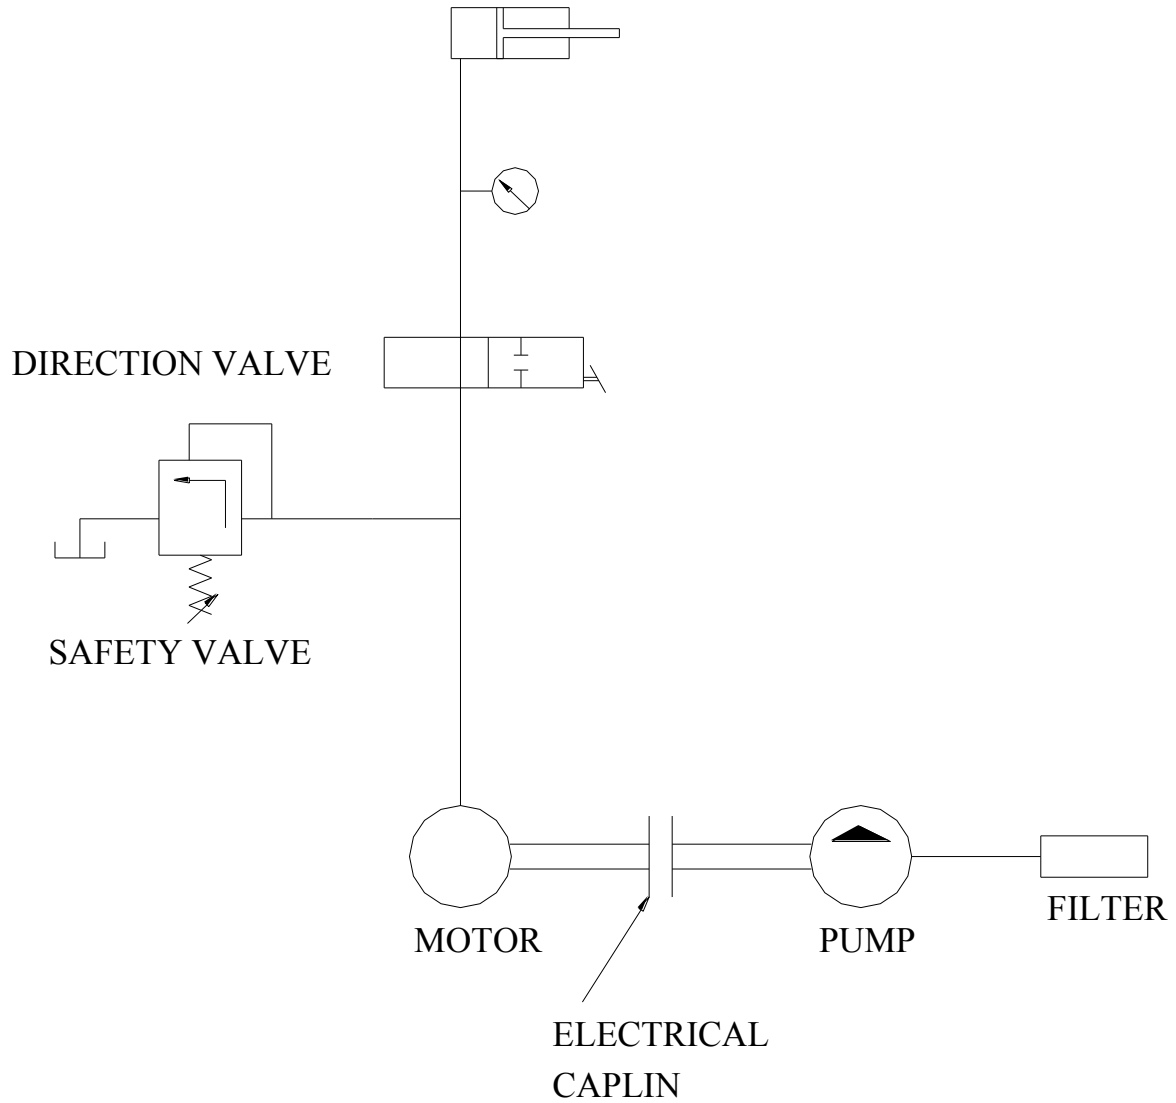 DIRECTION VALVE
SAFETY VALVE
MOTOR
PUMP
FILTER
ELECTRICAL
CAPLIN